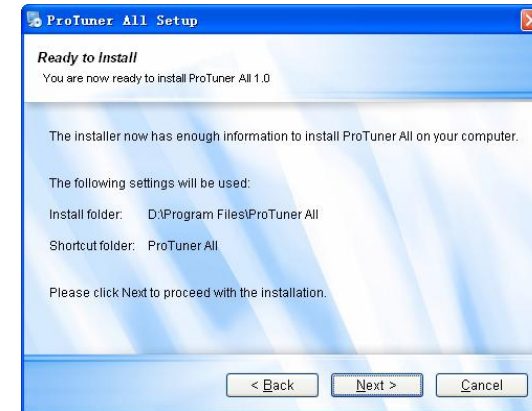 ProTuner All Setup
Ready to Install
You are now ready to install ProTuner All 1.0
The installer now has enough information to install ProTuner All on your computer.
The following settings will be used:
Install folder: D:\Program Files\ProTuner All
Shortcut folder: ProTuner All
Please click Next to proceed with the installation.
< Back Next > Cancel